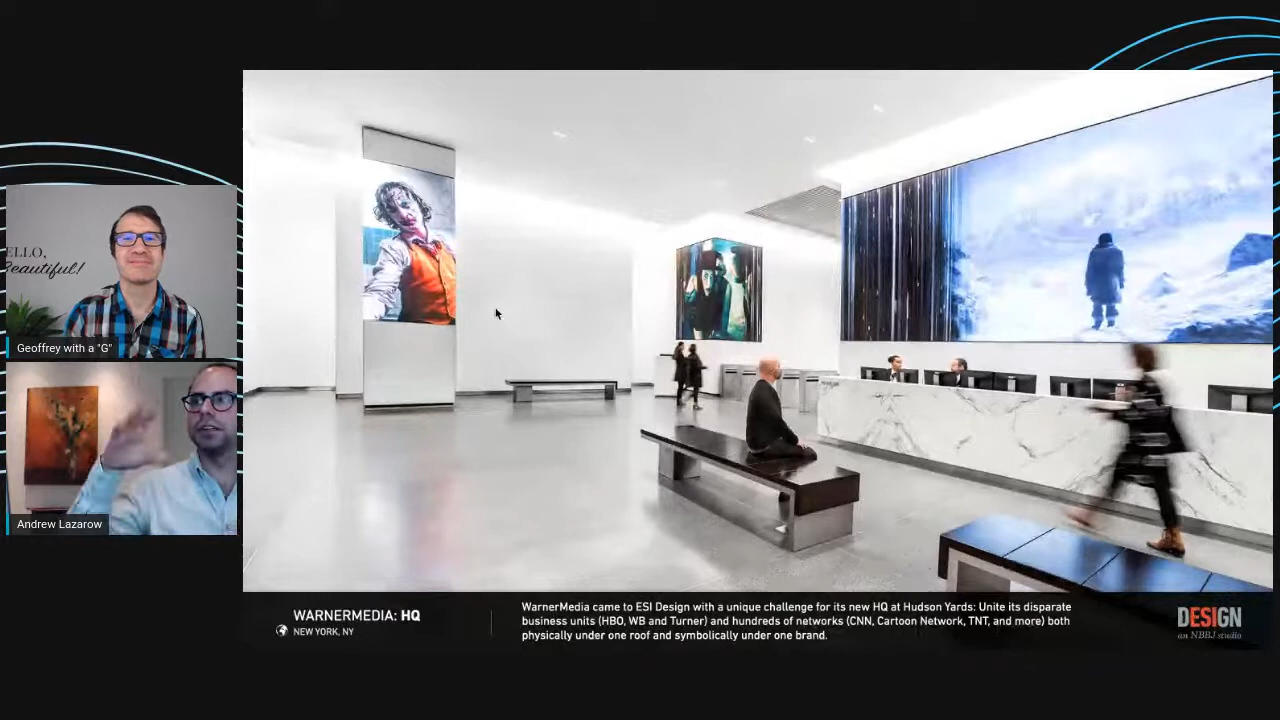 ELLO,
Beautiful!
Geoffrey with a "G"
Andrew Lazarow
WARNERMEDIA: HQ
NEW YORK, NY
WarnerMedia came to ESI Design with a unique challenge for its new HQ at Hudson Yards: Unite its disparate
business units (HBO, WB and Turner) and hundreds of networks (CNN, Cartoon Network, TNT, and more) both
physically under one roof and symbolically under one brand.
DESIGN
an NBBJ studio